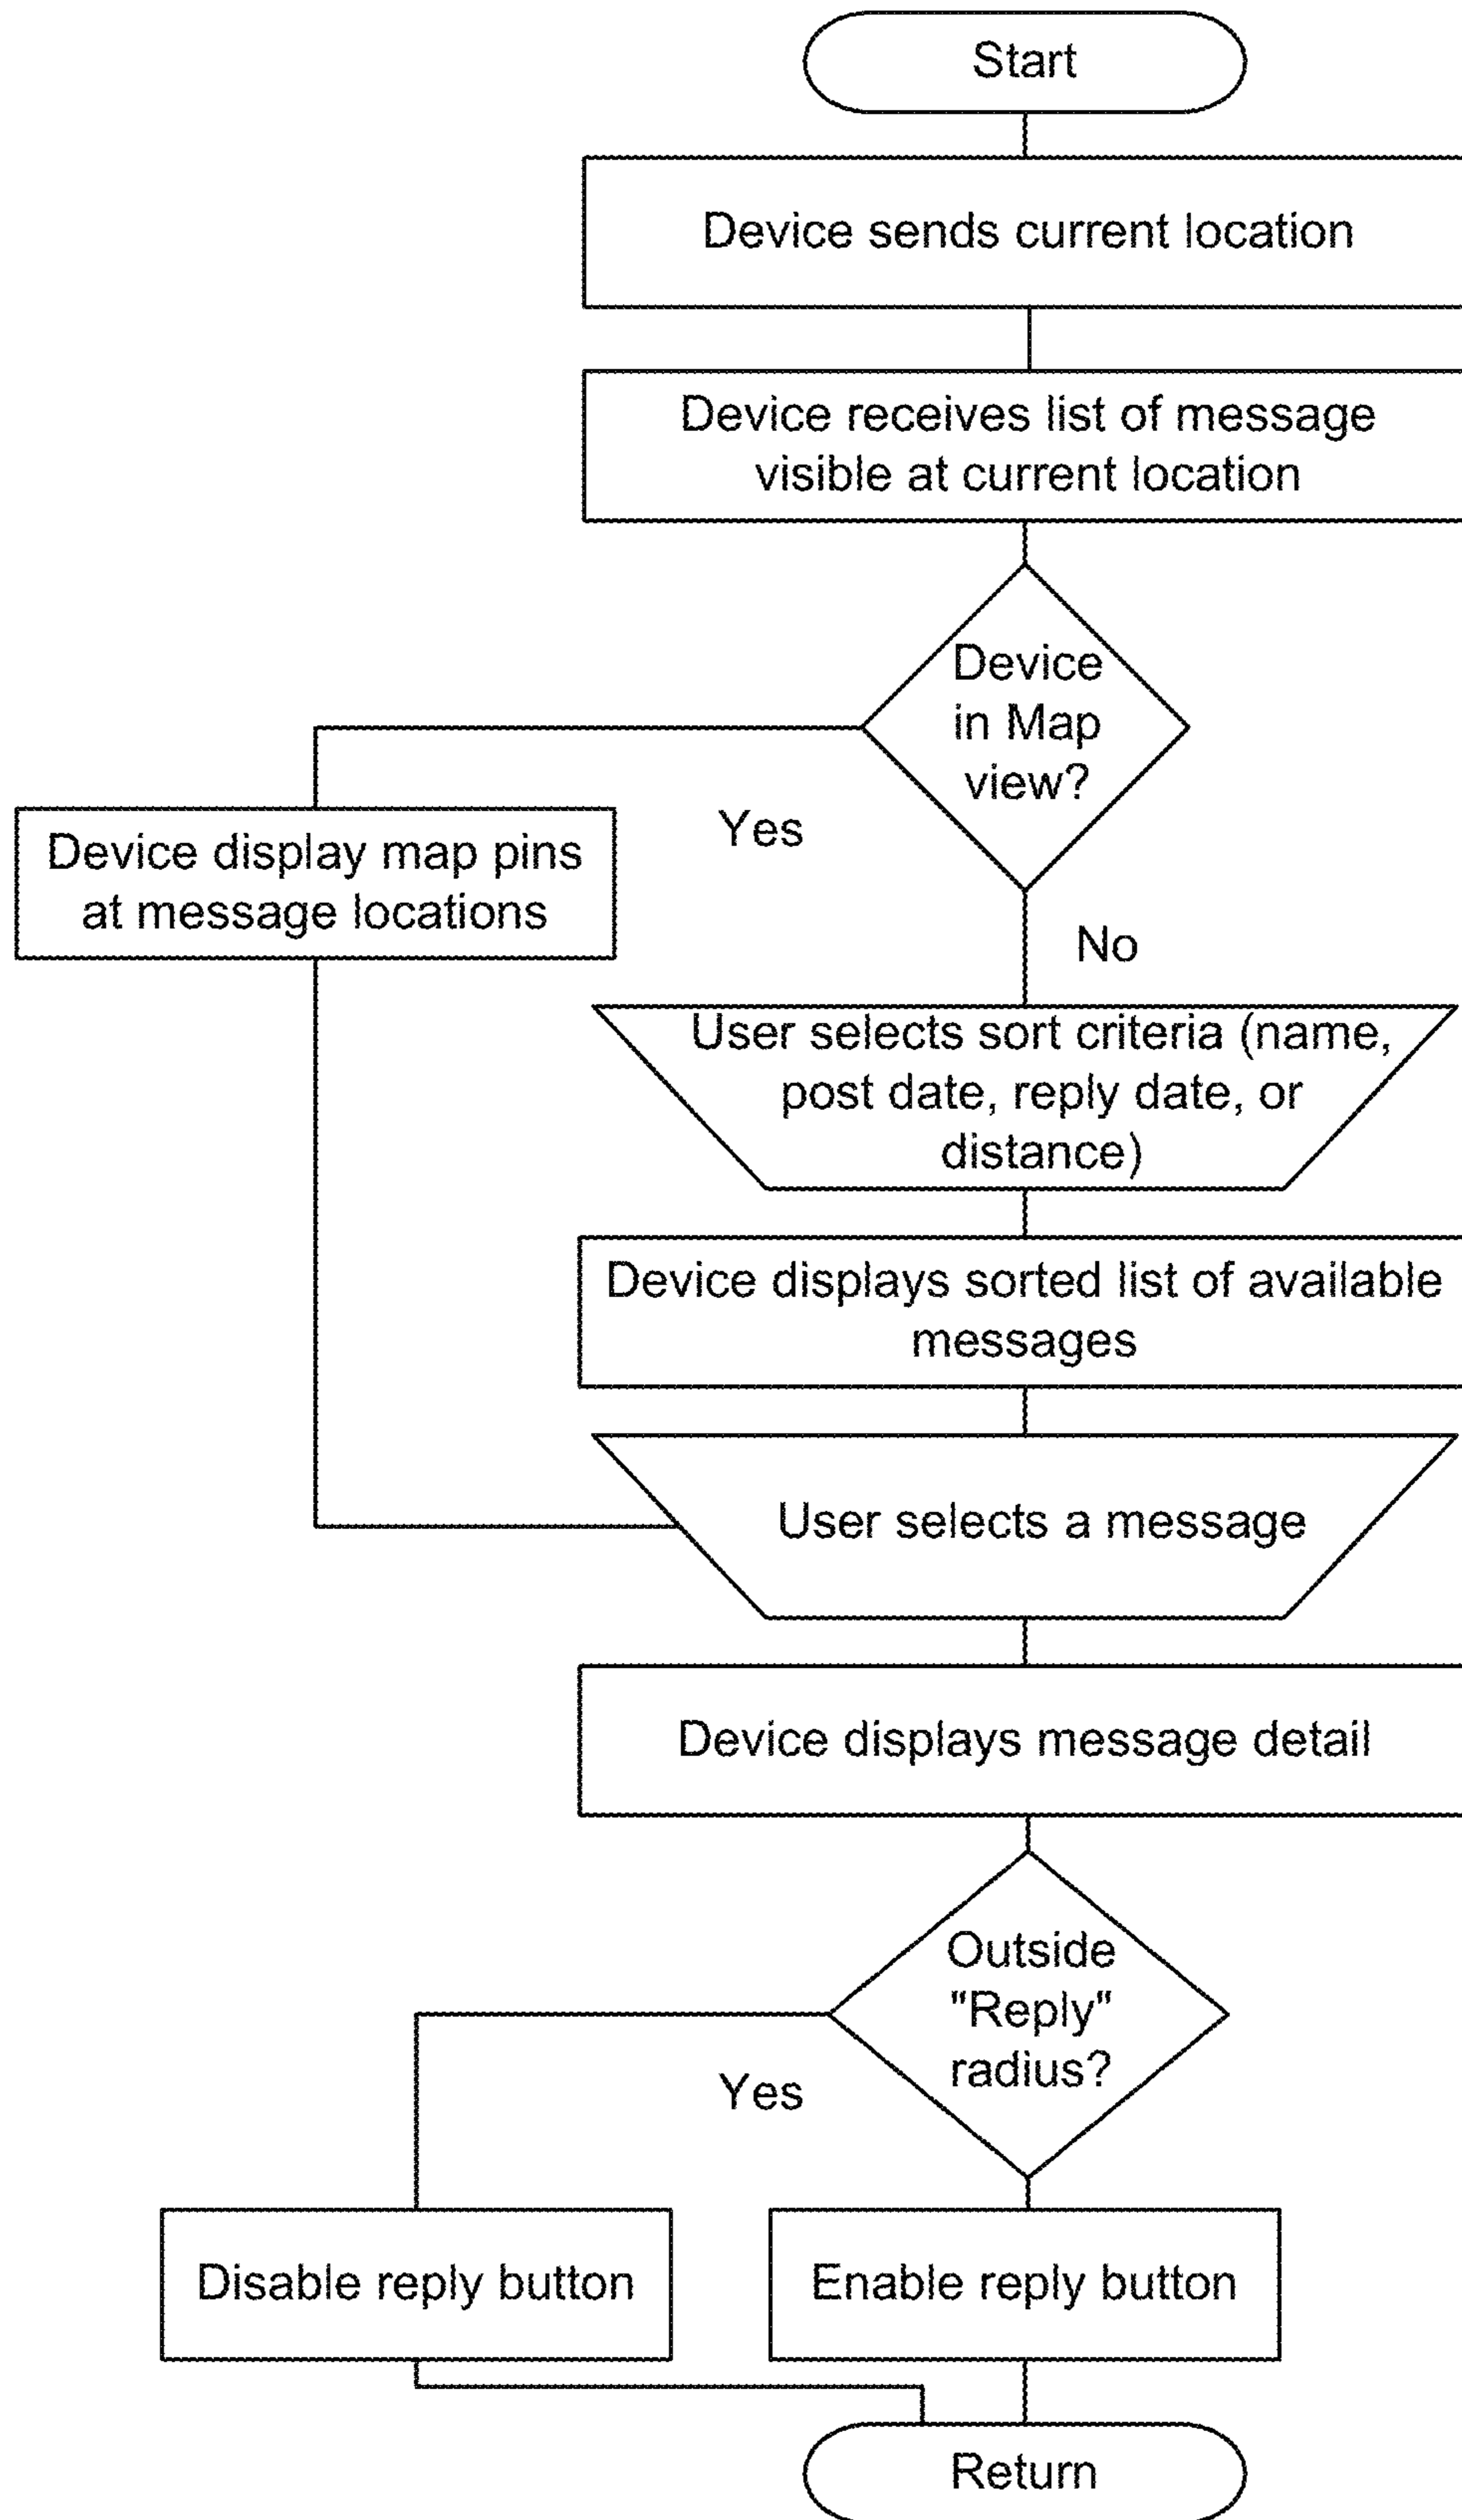 Start
Device sends current location
Device receives list of message
visible at current location
Device
in Map
view?
Yes
Device display map pins
at message locations
No
User selects sort criteria (name,
post date, reply date, or
distance)
Device displays sorted list of available
messages
User selects a message
Device displays message detail
Outside
"Reply"
radius?
Yes
Disable reply button
Enable reply button
Return